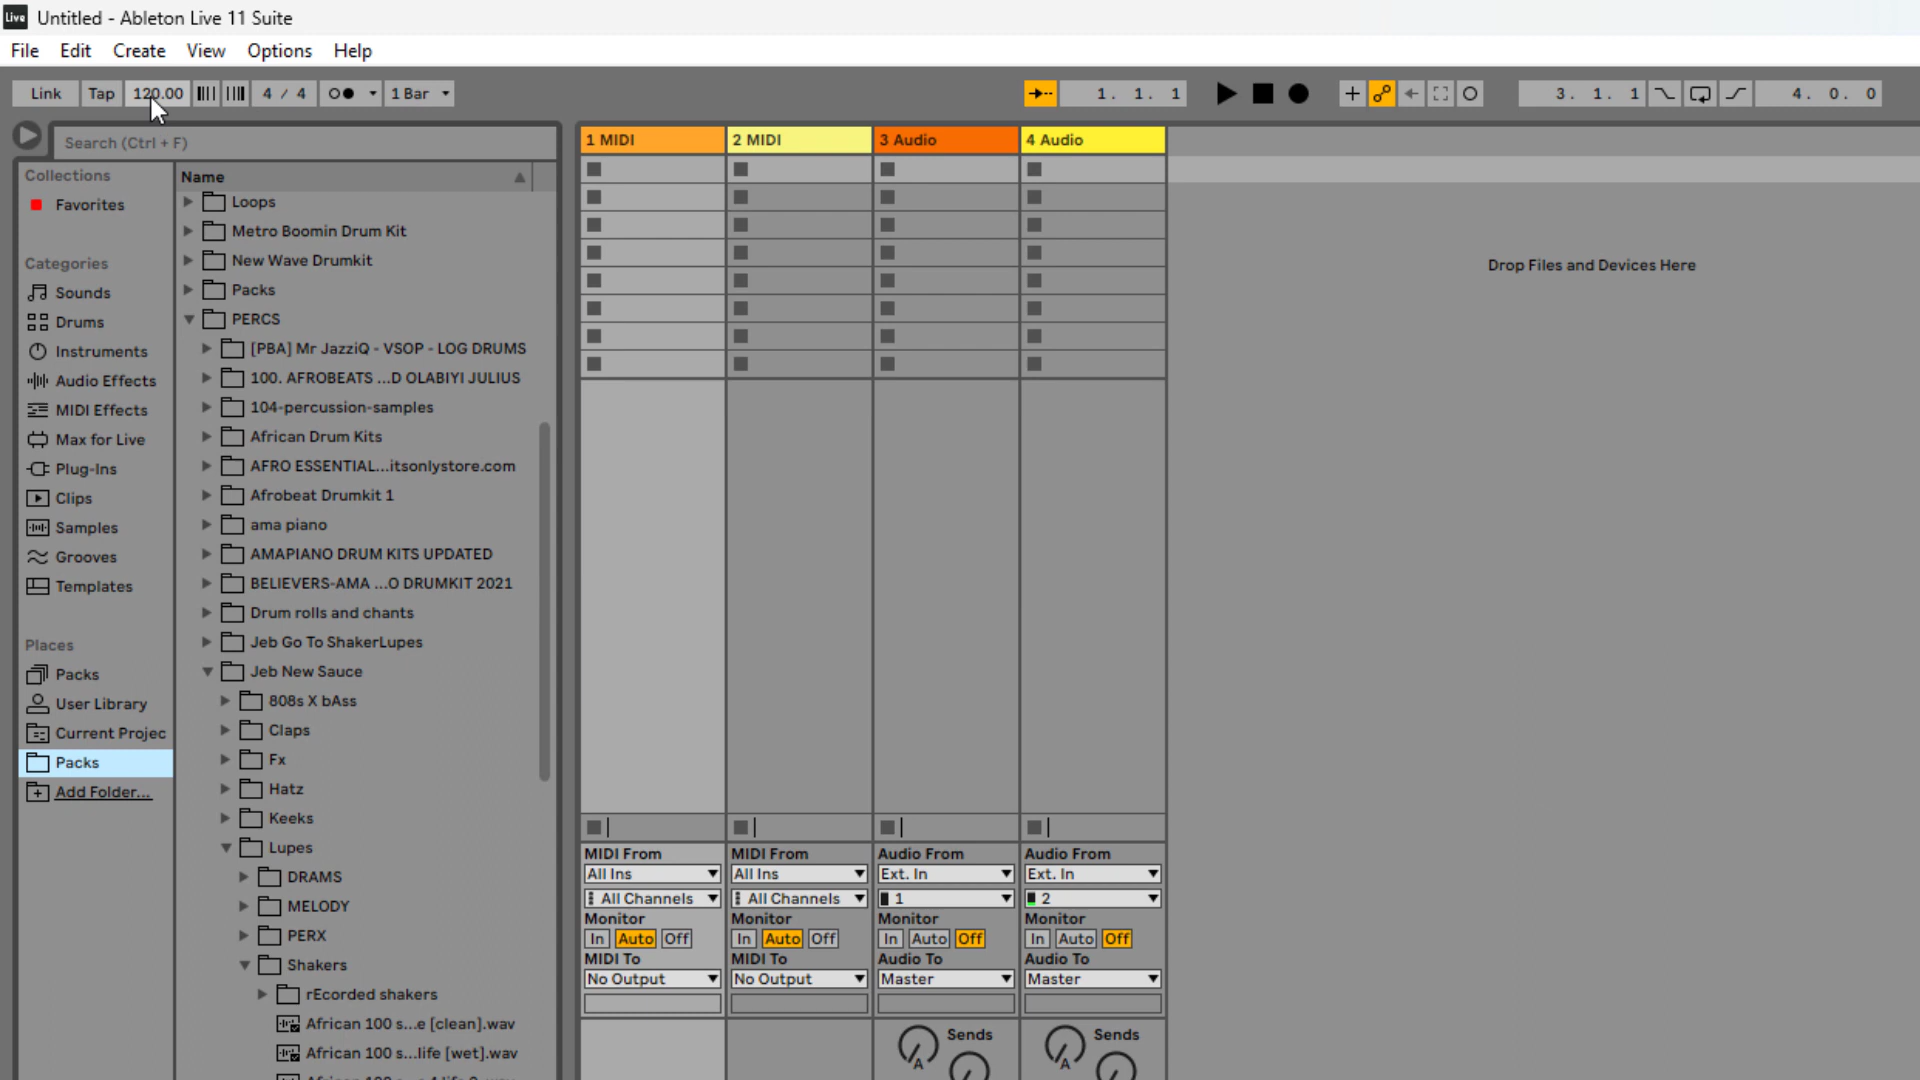 Live Untitled - Ableton Live 11 Suite
File Edit Create View Options Help
Link Tap 120.00 4 / 4 1 Bar 1. 1. 1 3. 1. 1 4. 0. 0
Search (Ctrl + F)
Collections
Favorites
Categories
Sounds
Drums
Instruments
Audio Effects
MIDI Effects
Max for Live
Plug-Ins
Clips
Samples
Grooves
Templates
Places
Packs
User Library
Current Projec
Packs
Add Folder...
Name
Loops
Metro Boomin Drum Kit
New Wave Drumkit
Packs
PERCS
[PBA] Mr JazziQ - VSOP - LOG DRUMS
100. AFROBEATS ...D OLABIYI JULIUS
104-percussion-samples
African Drum Kits
AFRO ESSENTIAL...itsonlystore.com
Afrobeat Drumkit 1
ama piano
AMAPIANO DRUM KITS UPDATED
BELIEVERS-AMA ...O DRUMKIT 2021
Drum rolls and chants
Jeb Go To ShakerLupes
Jeb New Sauce
808s X bAss
Claps
Fx
Hatz
Keeks
Lupes
DRAMS
MELODY
PERX
Shakers
rEcorded shakers
African 100 s...e [clean].wav
African 100 s...life [wet].wav
1 MIDI 2 MIDI 3 Audio 4 Audio
Drop Files and Devices Here
MIDI From MIDI From Audio From Audio From
All Ins All Ins Ext. In Ext. In
All Channels All Channels 1 2
Monitor Monitor Monitor Monitor
In Auto Off In Auto Off In Auto Off In Auto Off
MIDI To MIDI To Audio To Audio To
No Output No Output Master Master
Sends Sends
A A